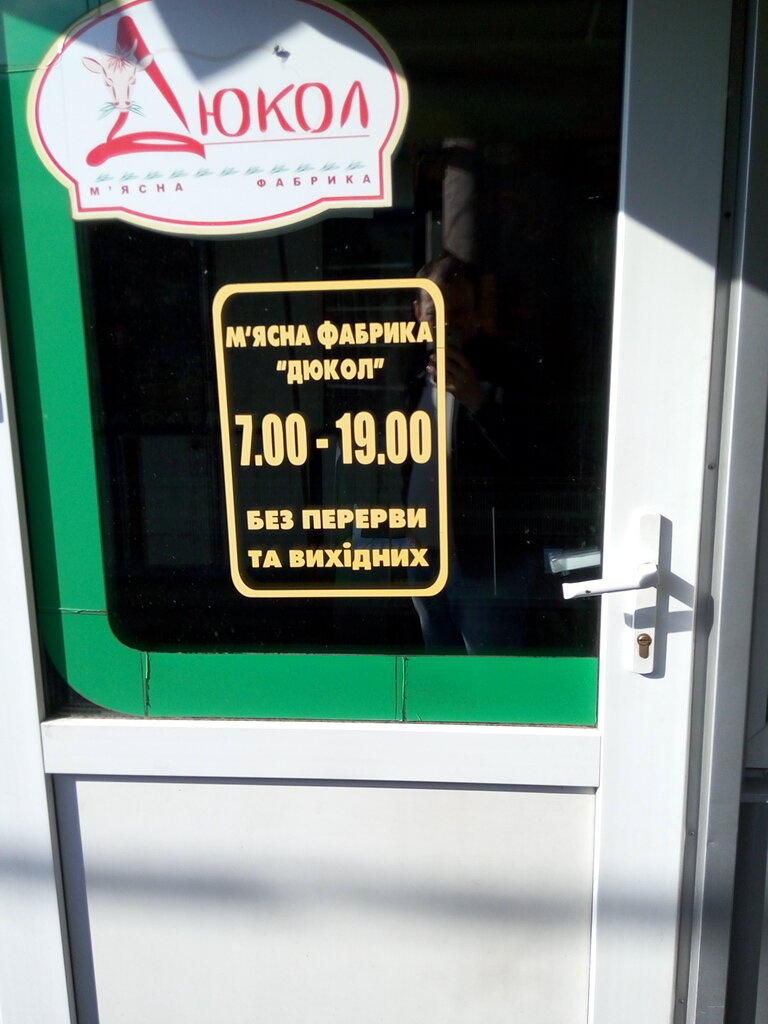 Дюкол
М'ЯСНА ФАБРИКА
М'ЯСНА ФАБРИКА
"ДЮКОЛ"
7.00 - 19.00
БЕЗ ПЕРЕРВИ
ТА ВИХІДНИХ